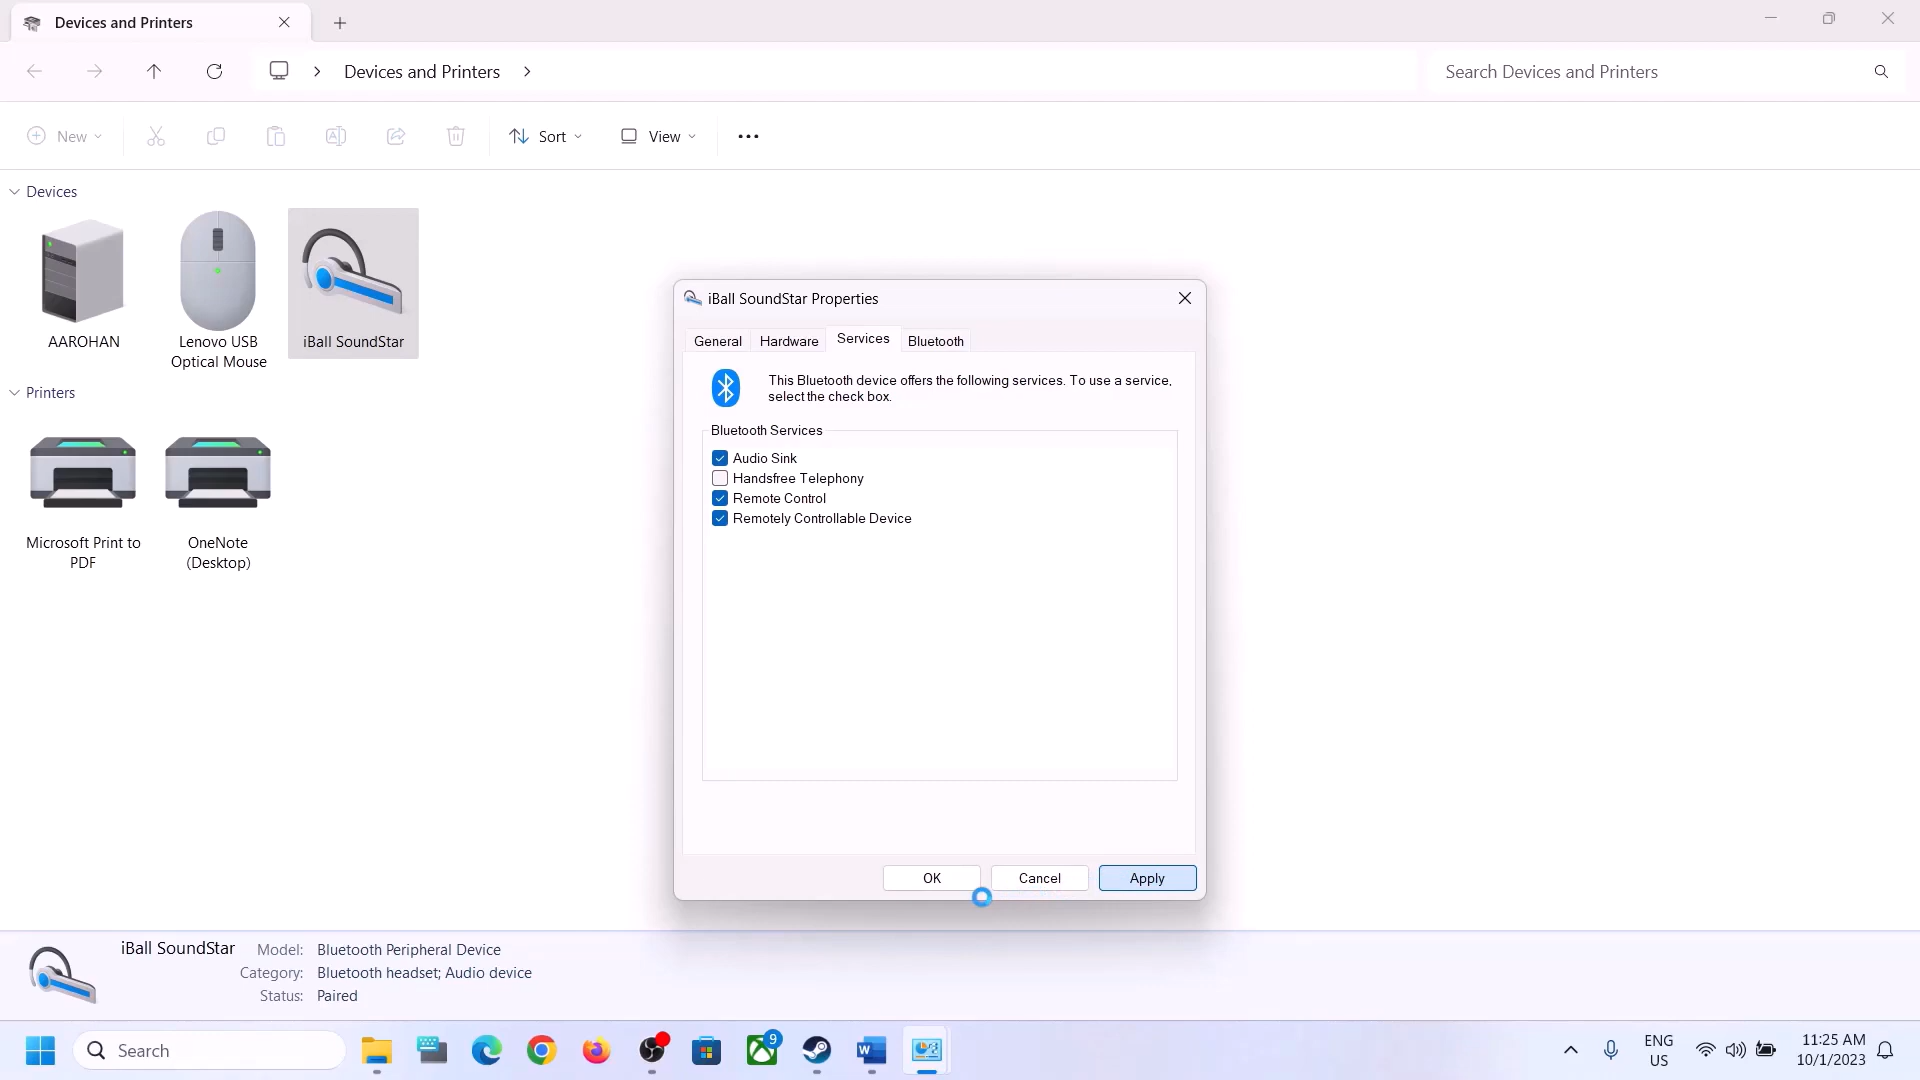 Devices and Printers
Devices and Printers
Search Devices and Printers
New
Sort
View
Devices
AAROHAN
Lenovo USB
Optical Mouse
iBall SoundStar
Printers
Microsoft Print to
PDF
OneNote
(Desktop)
iBall SoundStar Properties
General
Hardware
Services
Bluetooth
This Bluetooth device offers the following services. To use a service,
select the check box.
Bluetooth Services
Audio Sink
Handsfree Telephony
Remote Control
Remotely Controllable Device
OK
Cancel
Apply
iBall SoundStar
Model: Bluetooth Peripheral Device
Category: Bluetooth headset; Audio device
Status: Paired
Search
9
ENG
US
11:25 AM
10/1/2023